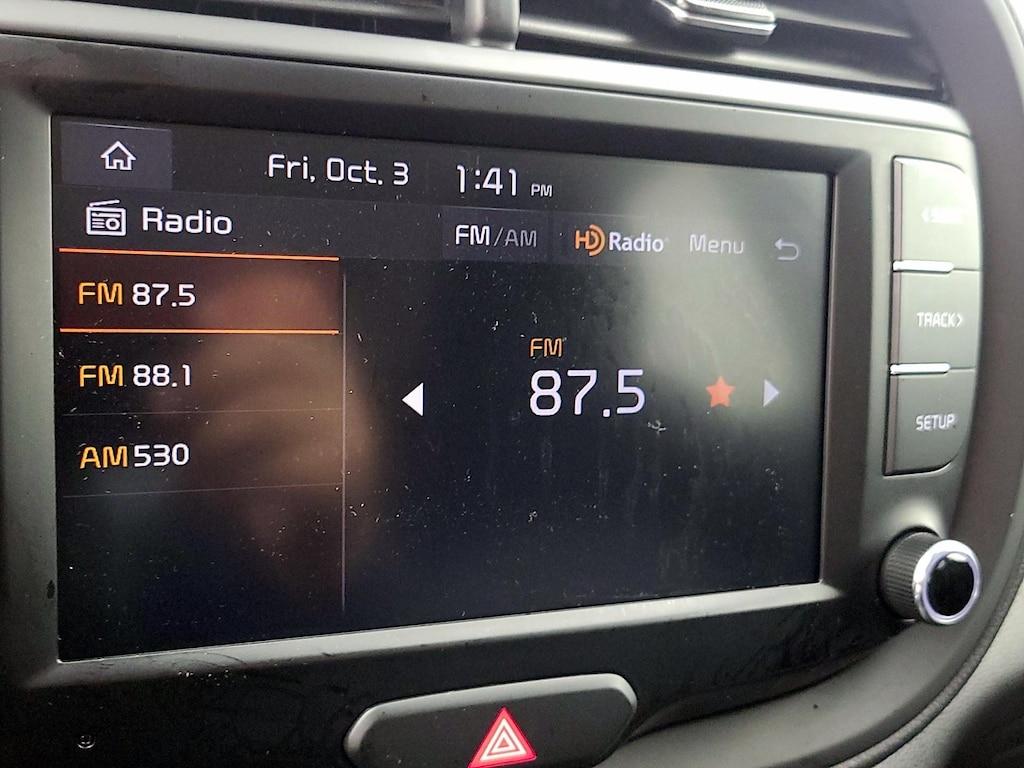 Fri, Oct. 3 1:41 PM
Radio
FM/AM HD Radio Menu
FM 87.5
FM 88.1
AM 530
FM
87.5
TRACK>
SETUP